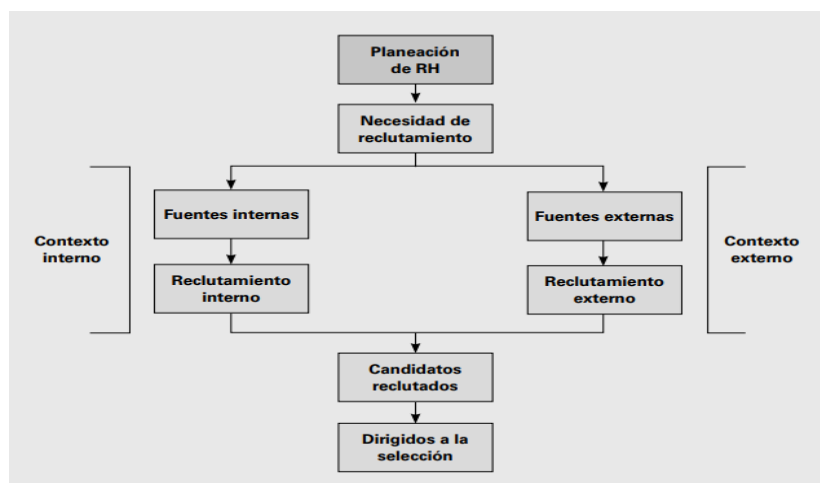 Planeación
de RH
Necesidad de
reclutamiento
Fuentes internas
Fuentes externas
Contexto
interno
Contexto
externo
Reclutamiento
interno
Reclutamiento
externo
Candidatos
reclutados
Dirigidos a la
selección